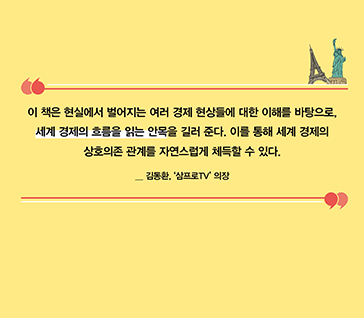 이 책은 현실에서 벌어지는 여러 경제 현상들에 대한 이해를 바탕으로,
세계 경제의 흐름을 읽는 안목을 길러 준다. 이를 통해 세계 경제의
상호의존 관계를 자연스럽게 체득할 수 있다.
_ 김동환, '삼프로TV' 의장